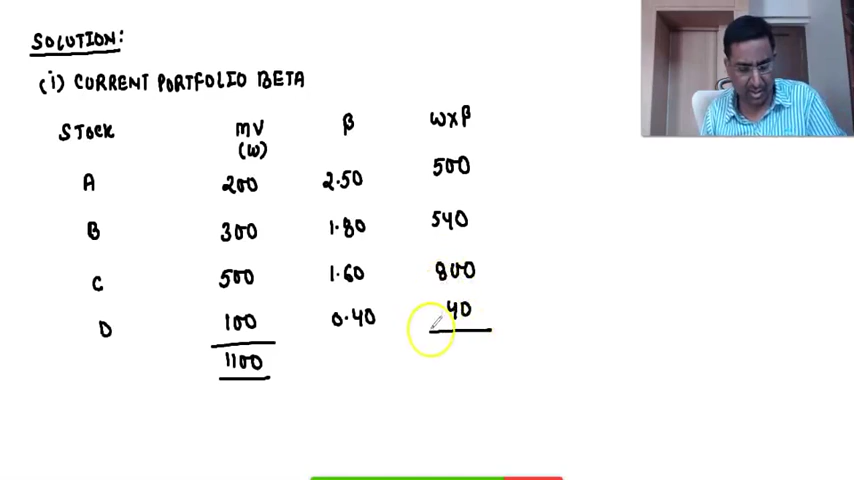 SOLUTION:
(i) CURRENT PORTFOLIO BETA
STOCK MV (W) β W×β
A 200 2.50 500
B 300 1.80 540
C 500 1.60 800
D 100 0.40 40
1100